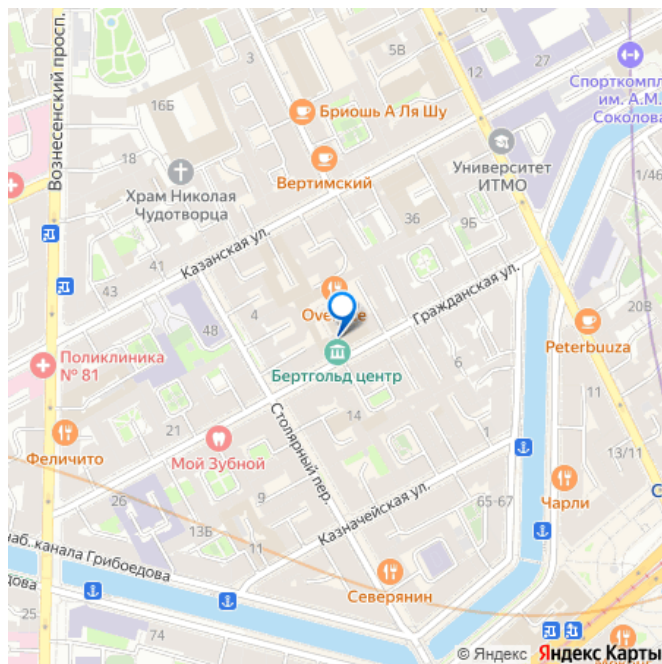 Вознесенский просп.
5В
12
27
Спорткомпл
им. А.М.
Соколова
16Б
Бриошь А Ля Шу
18
Вертимский
Университет
ИТМО
1/46
Храм Николая
Чудотворца
36
9Б
Казанская ул.
41
43
Гражданская ул.
4
48
20В
Peterbuuza
Поликлиника
№ 81
Бертгольд центр
6
11
14
21
Феличито
Мой Зубной
Столярный пер.
1
13/11
Чарли
26
9
65-67
13Б
Казначейская ул.
11
наб. канала Грибоедова
Северянин
25
74
© Яндекс Яндекс Карты